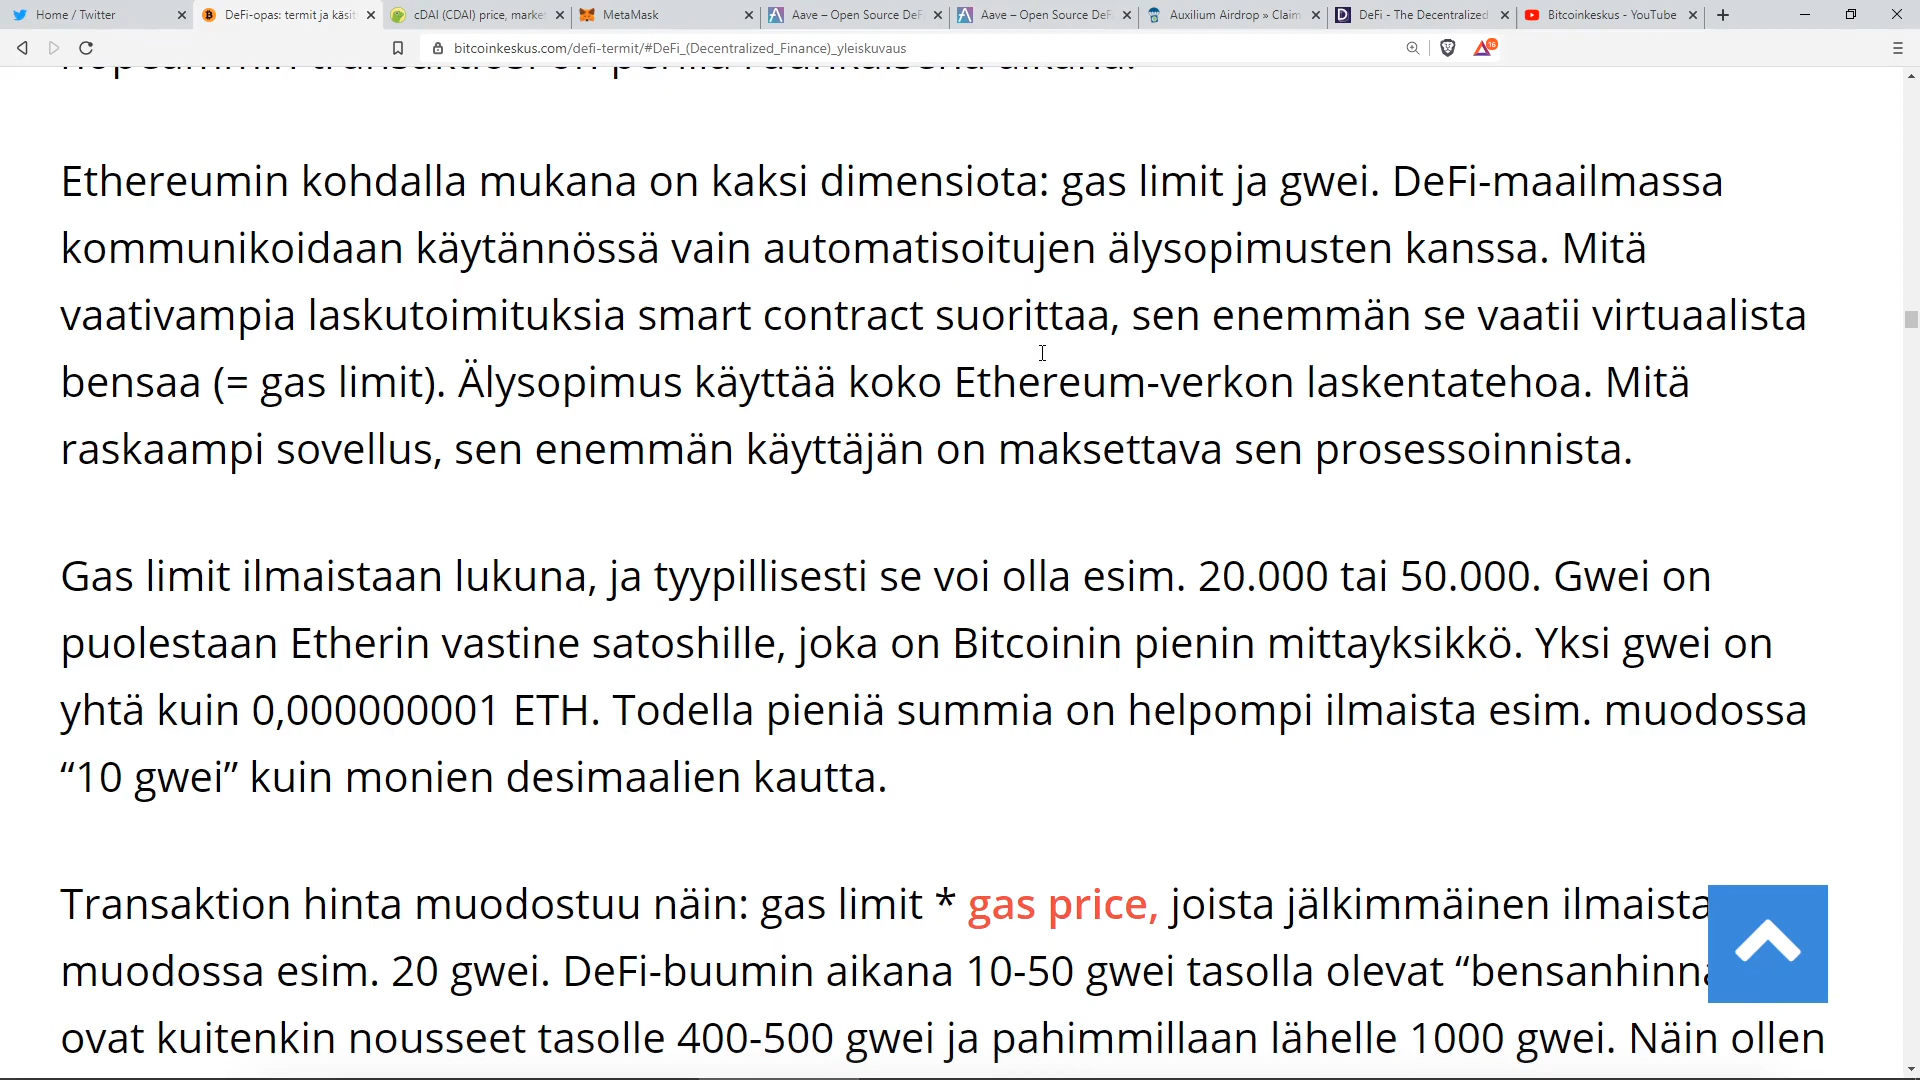 Home / Twitter
DeFi-opas: termit ja käsit
cDAI (CDAI) price, marke
MetaMask
Aave – Open Source DeF
Aave – Open Source DeF
Auxilium Airdrop » Claim
DeFi - The Decentralized
Bitcoinkeskus - YouTube
bitcoinkeskus.com/defi-termit/#DeFi_(Decentralized_Finance)_yleiskuvaus
16
Ethereumin kohdalla mukana on kaksi dimensiota: gas limit ja gwei. DeFi-maailmassa
kommunikoidaan käytännössä vain automatisoitujen älysopimusten kanssa. Mitä
vaativampia laskutoimituksia smart contract suorittaa, sen enemmän se vaatii virtuaalista
bensaa (= gas limit). Älysopimus käyttää koko Ethereum-verkon laskentatehoa. Mitä
raskaampi sovellus, sen enemmän käyttäjän on maksettava sen prosessoinnista.
Gas limit ilmaistaan lukuna, ja tyypillisesti se voi olla esim. 20.000 tai 50.000. Gwei on
puolestaan Etherin vastine satoshille, joka on Bitcoinin pienin mittayksikkö. Yksi gwei on
yhtä kuin 0,000000001 ETH. Todella pieniä summia on helpompi ilmaista esim. muodossa
“10 gwei” kuin monien desimaalien kautta.
Transaktion hinta muodostuu näin: gas limit * gas price, joista jälkimmäinen ilmaista
muodossa esim. 20 gwei. DeFi-buumin aikana 10-50 gwei tasolla olevat “bensanhinna
ovat kuitenkin nousseet tasolle 400-500 gwei ja pahimmillaan lähelle 1000 gwei. Näin ollen